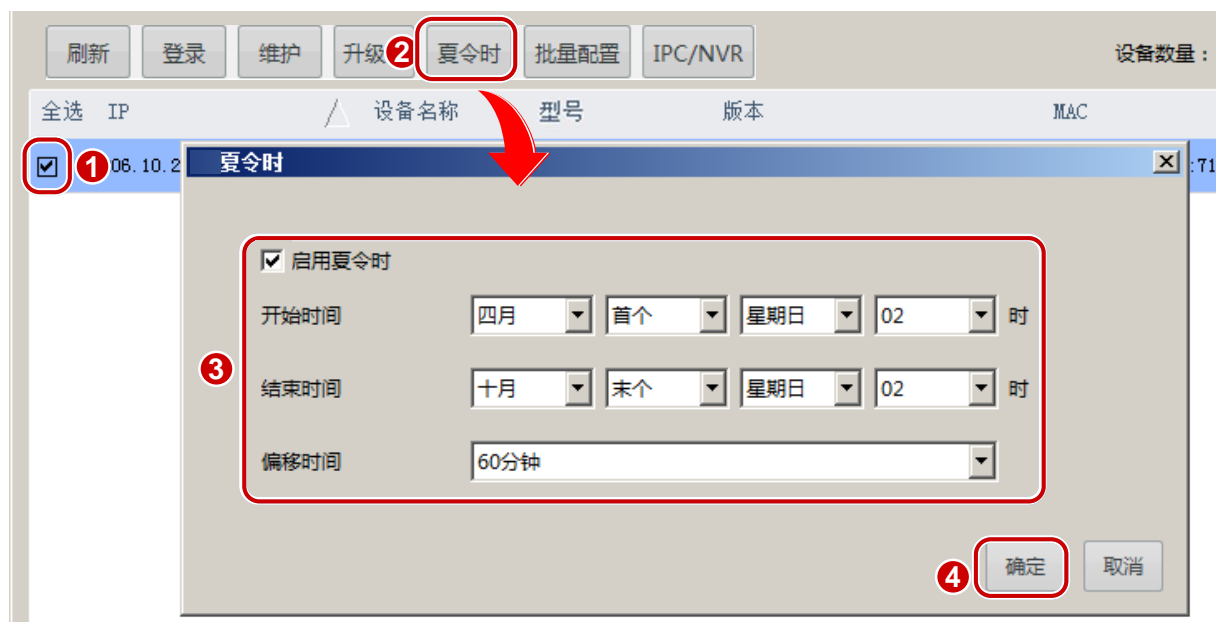 刷新 登录 维护 升级 2 夏令时 批量配置 IPC/NVR 设备数量：
全选 IP 设备名称 型号 版本 MAC
1 06.10.2 夏令时 :71
启用夏令时
开始时间 四月 首个 星期日 02 时
3
结束时间 十月 末个 星期日 02 时
偏移时间 60分钟
4 确定 取消